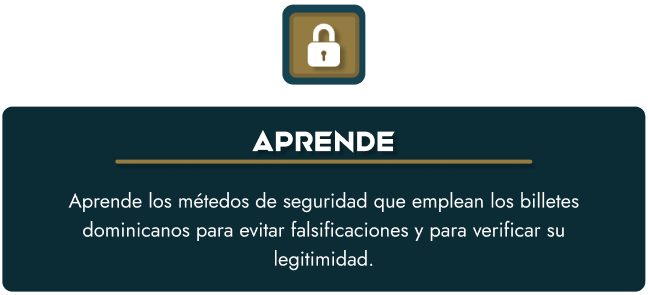 APRENDE
Aprende los métedos de seguridad que emplean los billetes
dominicanos para evitar falsificaciones y para verificar su
legitimidad.